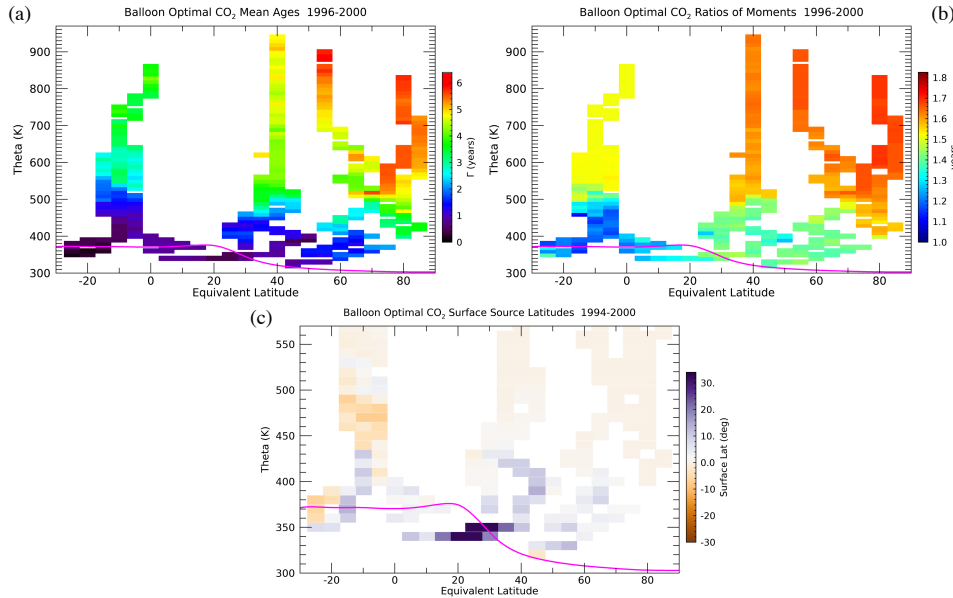 (a)
Balloon Optimal CO₂ Mean Ages 1996-2000
900
800
700
600
500
400
300
Theta (K)
-20 0 20 40 60 80
Equivalent Latitude
6
5
4
3
2
1
0
Γ (years)
(b)
Balloon Optimal CO₂ Ratios of Moments 1996-2000
900
800
700
600
500
400
300
Theta (K)
-20 0 20 40 60 80
Equivalent Latitude
1.8
1.7
1.6
1.5
1.4
1.3
1.2
1.1
1.0
years
(c)
Balloon Optimal CO₂ Surface Source Latitudes 1994-2000
550
500
450
400
350
300
Theta (K)
-20 0 20 40 60 80
Equivalent Latitude
30.
20.
10.
0.0
-10.
-20.
-30
Surface Lat (deg)